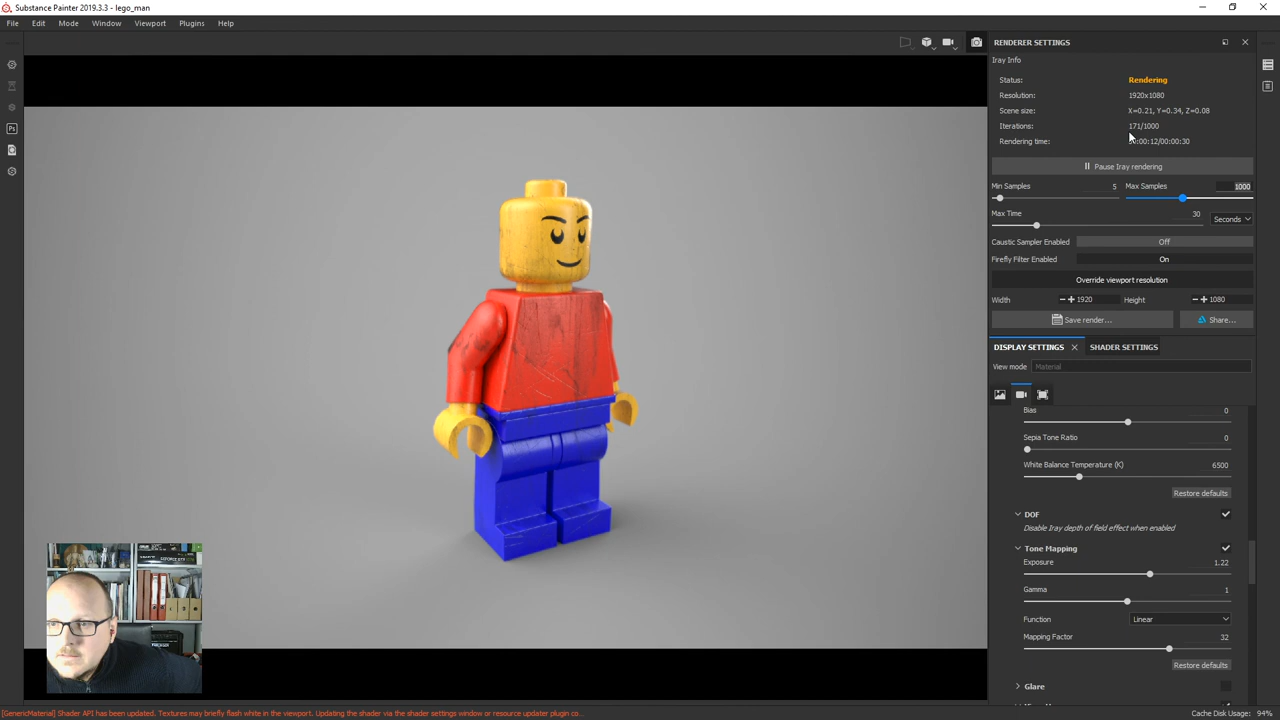 Substance Painter 2019.3.3 - lego_man
File Edit Mode Window Viewport Plugins Help
RENDERER SETTINGS
Iray Info
Status: Rendering
Resolution: 1920x1080
Scene size: X=0.21, Y=0.34, Z=0.08
Iterations: 171/1000
Rendering time: :00:12/00:00:30
Pause Iray rendering
Min Samples 5 Max Samples 1000
Max Time 30 Seconds
Caustic Sampler Enabled Off
Firefly Filter Enabled On
Override viewport resolution
Width 1920 Height 1080
Save render... Share...
DISPLAY SETTINGS SHADER SETTINGS
View mode Material
Ps
Bias 0
Sepia Tone Ratio 0
White Balance Temperature (K) 6500
Restore defaults
DOF
Disable Iray depth of field effect when enabled
Tone Mapping
Exposure 1.22
Gamma 1
Function Linear
Mapping Factor 32
Restore defaults
Glare
[GenericMaterial] Shader API has been updated. Textures may briefly flash white in the viewport. Updating the shader via the shader settings window or resource updater plugin co...
Cache Disk Usage: 94%